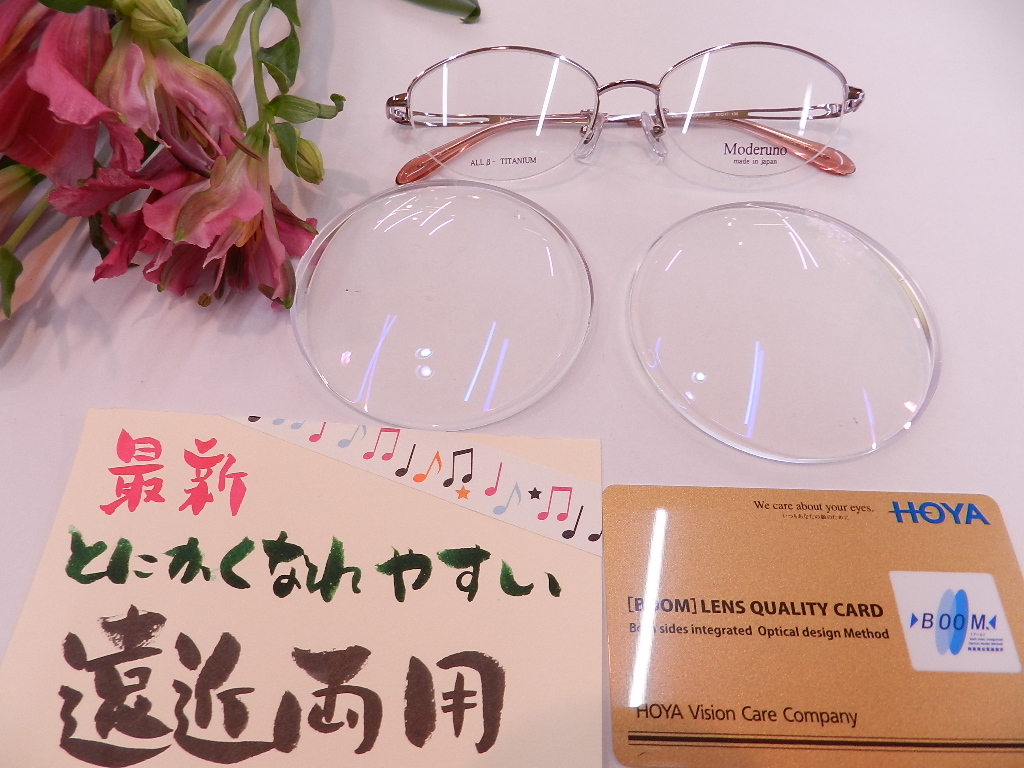 ALL β - TITANIUM
Moderuno
made in japan
最新
とにかくなれやすい
遠近両用
We care about your eyes.
HOYA
[BOOM] LENS QUALITY CARD
Both sides integrated Optical design Method
BOOM
HOYA Vision Care Company